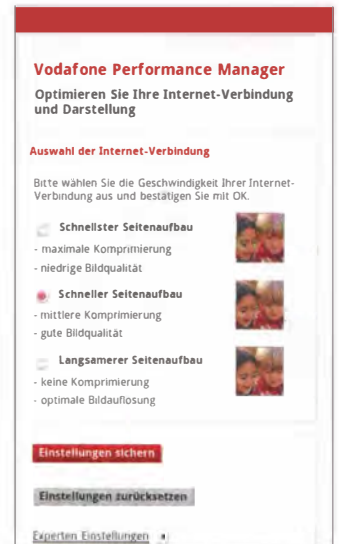 Vodafone Performance Manager
Optimieren Sie Ihre Internet-Verbindung
und Darstellung
Auswahl der Internet-Verbindung
Bitte wählen Sie die Geschwindigkeit Ihrer Internet-
Verbindung aus und bestätigen Sie mit OK.
Schnellster Seitenaufbau
- maximale Komprimierung
- niedrige Bildqualität
Schneller Seitenaufbau
- mittlere Komprimierung
- gute Bildqualität
Langsamerer Seitenaufbau
- keine Komprimierung
- optimale Bildauflösung
Einstellungen sichern
Einstellungen zurücksetzen
Experten Einstellungen